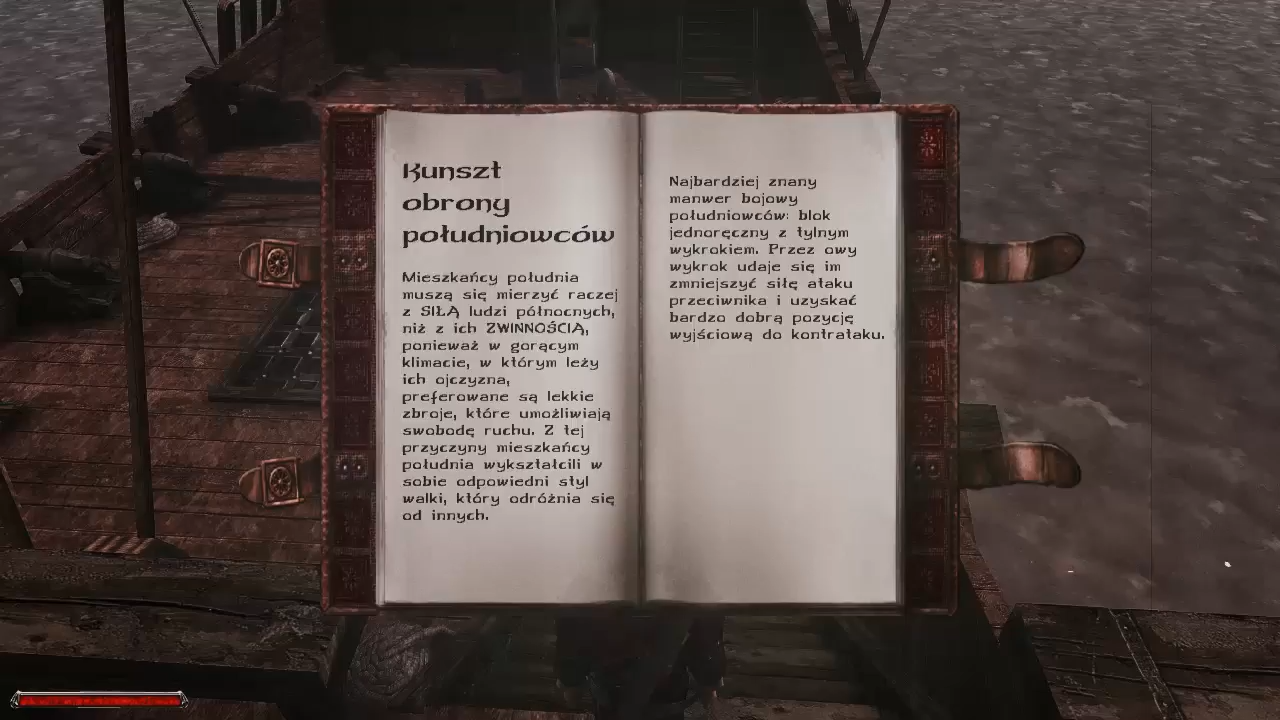 Kunszt
obrony
południowców
Mieszkańcy południa
muszą się mierzyć raczej
z SIŁĄ ludzi północnych,
niż z ich ZWINNOŚCIĄ,
ponieważ w gorącym
klimacie, w którym leży
ich ojczyzna,
preferowane są lekkie
zbroje, które umożliwiają
swobodę ruchu. Z tej
przyczyny mieszkańcy
południa wykształcili w
sobie odpowiedni styl
walki, który odróżnia się
od innych.
Najbardziej znany
manwer bojowy
południowców: blok
jednoręczny z tylnym
wykrokiem. Przez owy
wykrok udaje się im
zmniejszyć siłę ataku
przeciwnika i uzyskać
bardzo dobrą pozycję
wyjściową do kontrataku.